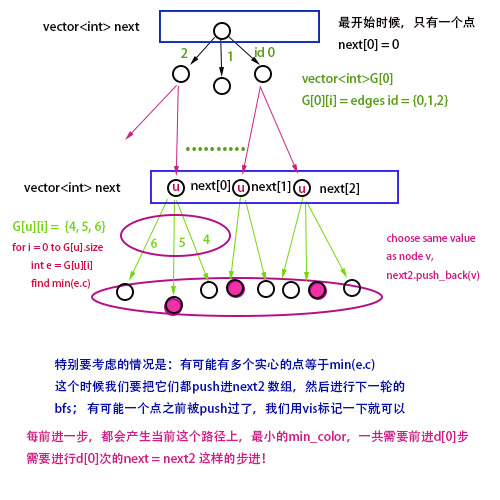 vector<int> next
最开始时候，只有一个点
next[0] = 0
2
1
id 0
vector<int>G[0]
G[0][i] = edges id = {0,1,2}
vector<int> next
u
next[0]
u
next[1]
u
next[2]
G[u][i] = {4, 5, 6}
for i = 0 to G[u].size
int e = G[u][i]
find min(e.c)
6
5
4
choose same value
as node v,
next2.push_back(v)
特别要考虑的情况是：有可能有多个实心的点等于min(e.c)
这个时候我们要把它们都push进next2 数组，然后进行下一轮的
bfs； 有可能一个点之前被push过了，我们用vis标记一下就可以
每前进一步，都会产生当前这个路径上，最小的min_color，一共需要前进d[0]步
需要进行d[0]次的next = next2 这样的步进！